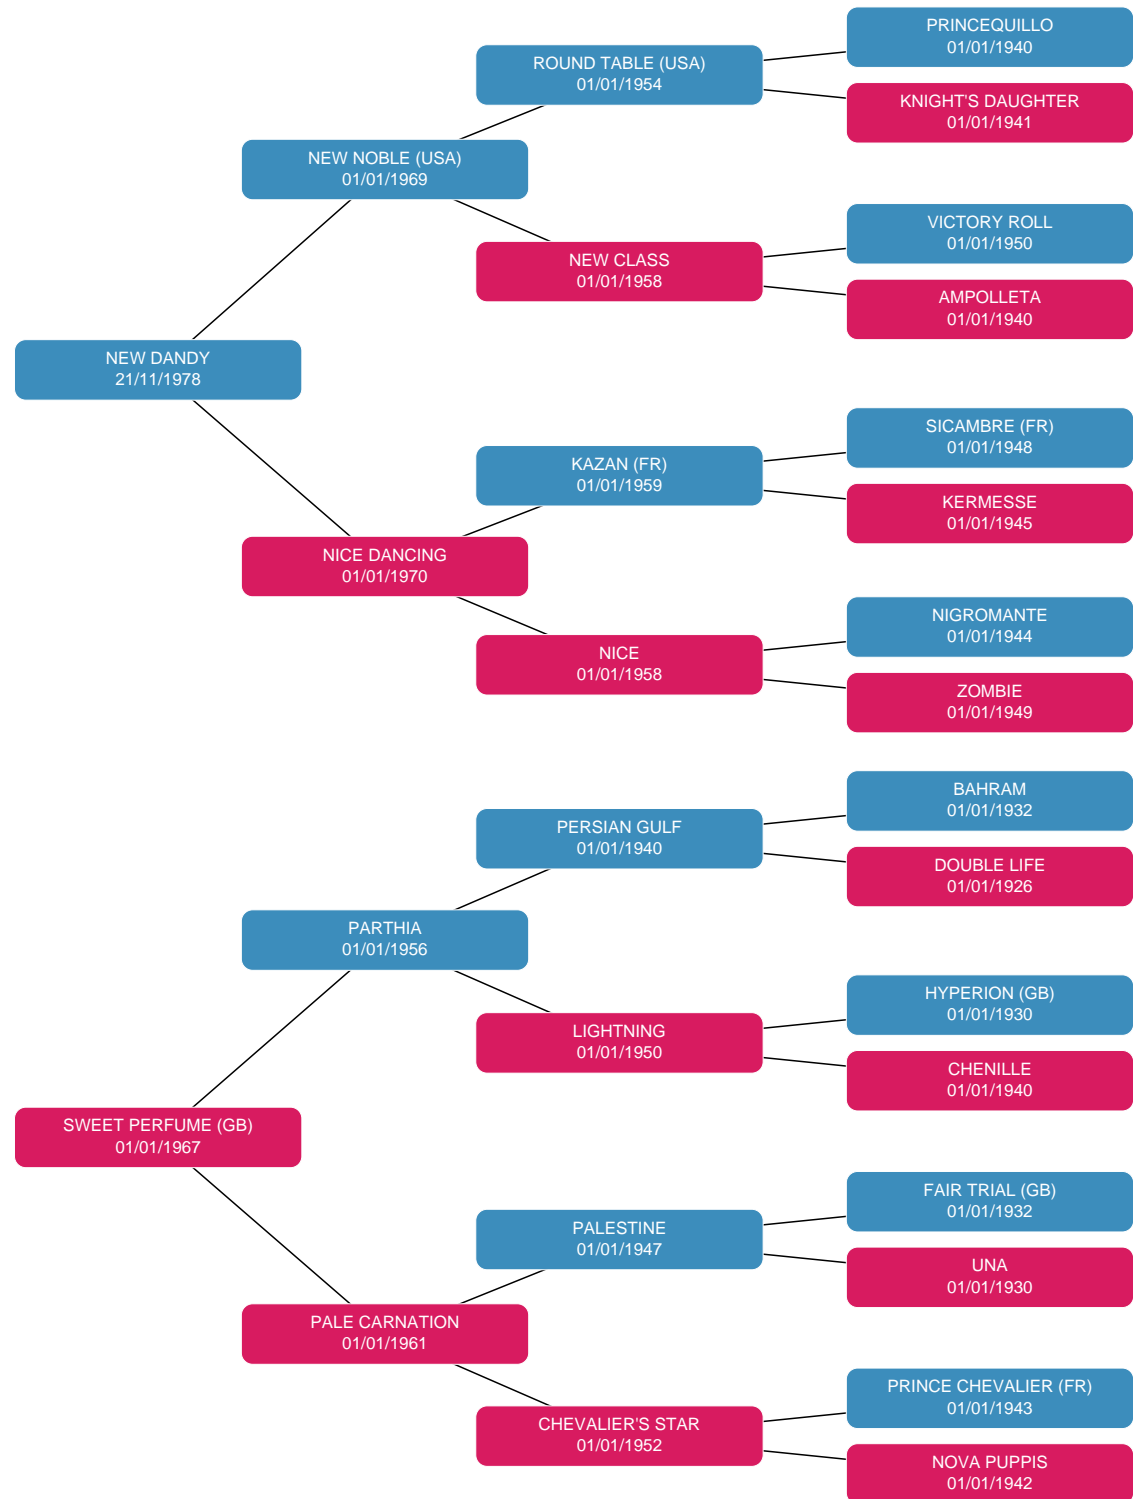 PRINCEQUILLO
01/01/1940
ROUND TABLE (USA)
01/01/1954
KNIGHT'S DAUGHTER
01/01/1941
NEW NOBLE (USA)
01/01/1969
VICTORY ROLL
01/01/1950
NEW CLASS
01/01/1958
AMPOLLETA
01/01/1940
NEW DANDY
21/11/1978
SICAMBRE (FR)
01/01/1948
KAZAN (FR)
01/01/1959
KERMESSE
01/01/1945
NICE DANCING
01/01/1970
NIGROMANTE
01/01/1944
NICE
01/01/1958
ZOMBIE
01/01/1949
BAHRAM
01/01/1932
PERSIAN GULF
01/01/1940
DOUBLE LIFE
01/01/1926
PARTHIA
01/01/1956
HYPERION (GB)
01/01/1930
LIGHTNING
01/01/1950
CHENILLE
01/01/1940
SWEET PERFUME (GB)
01/01/1967
FAIR TRIAL (GB)
01/01/1932
PALESTINE
01/01/1947
UNA
01/01/1930
PALE CARNATION
01/01/1961
PRINCE CHEVALIER (FR)
01/01/1943
CHEVALIER'S STAR
01/01/1952
NOVA PUPPIS
01/01/1942